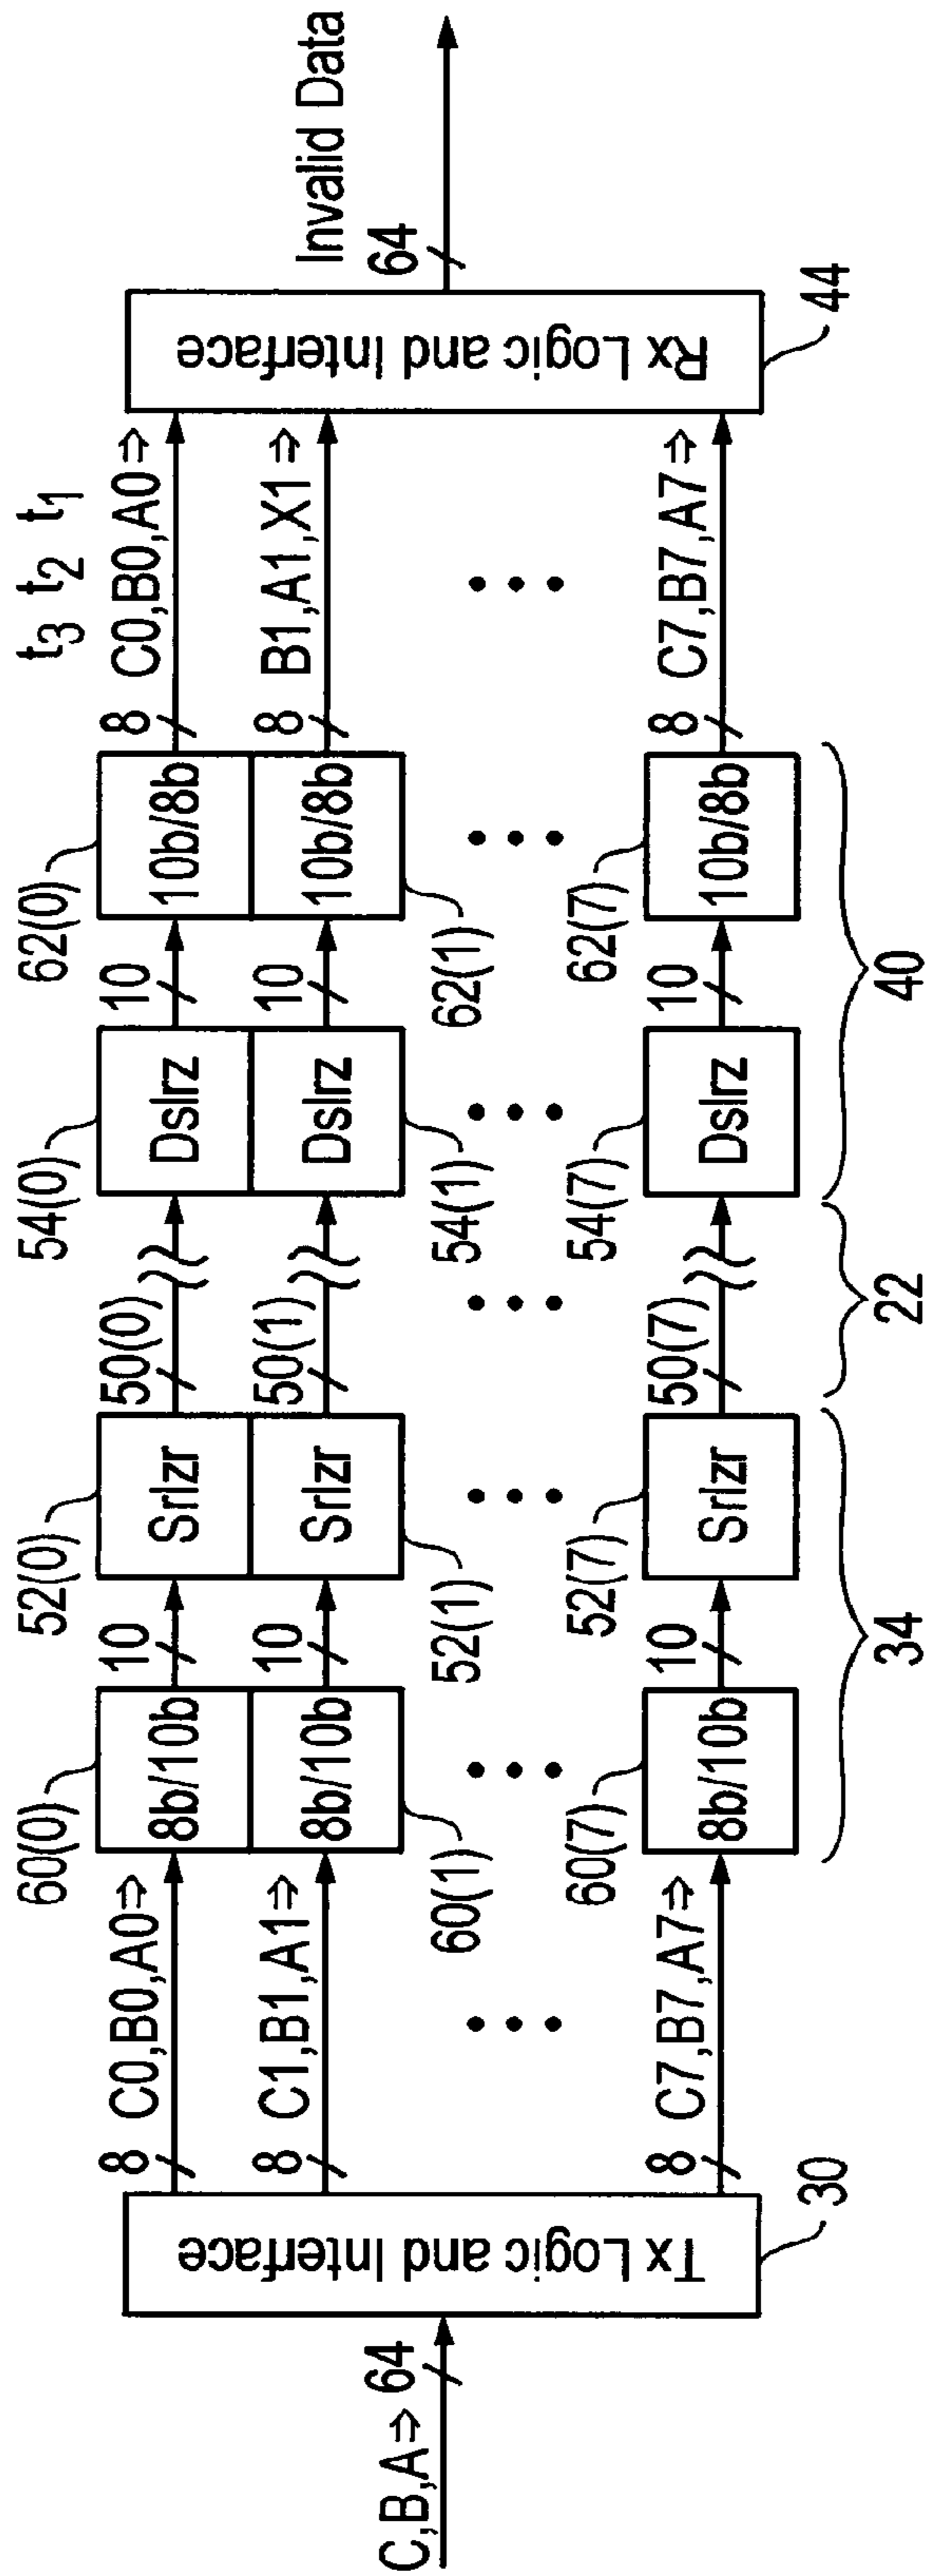 C,B,A⇒ 64
Tx Logic and Interface
30
8 C0,B0,A0⇒
8 C1,B1,A1⇒
8 C7,B7,A7⇒
60(0)
8b/10b
8b/10b
60(1)
60(7)
8b/10b
10
10
10
34
52(0)
Srlzr
Srlzr
52(1)
52(7)
Srlzr
50(0)
50(1)
50(7)
22
54(0)
Dslrz
Dslrz
54(1)
54(7)
Dslrz
10
10
10
40
62(0)
10b/8b
10b/8b
62(1)
62(7)
10b/8b
t3 t2 t1
8 C0,B0,A0⇒
8 B1,A1,X1⇒
8 C7,B7,A7⇒
Rx Logic and Interface
44
Invalid Data
64